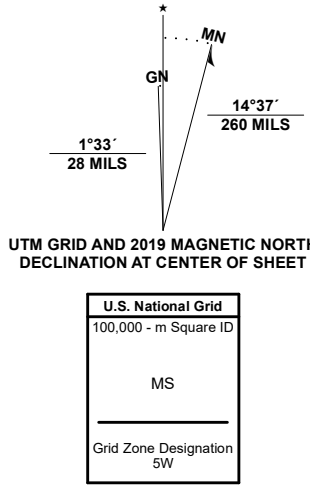 MN
GN
14°37´
260 MILS
1°33´
28 MILS
UTM GRID AND 2019 MAGNETIC NORTH
DECLINATION AT CENTER OF SHEET
U.S. National Grid
100,000 - m Square ID
MS
Grid Zone Designation
5W